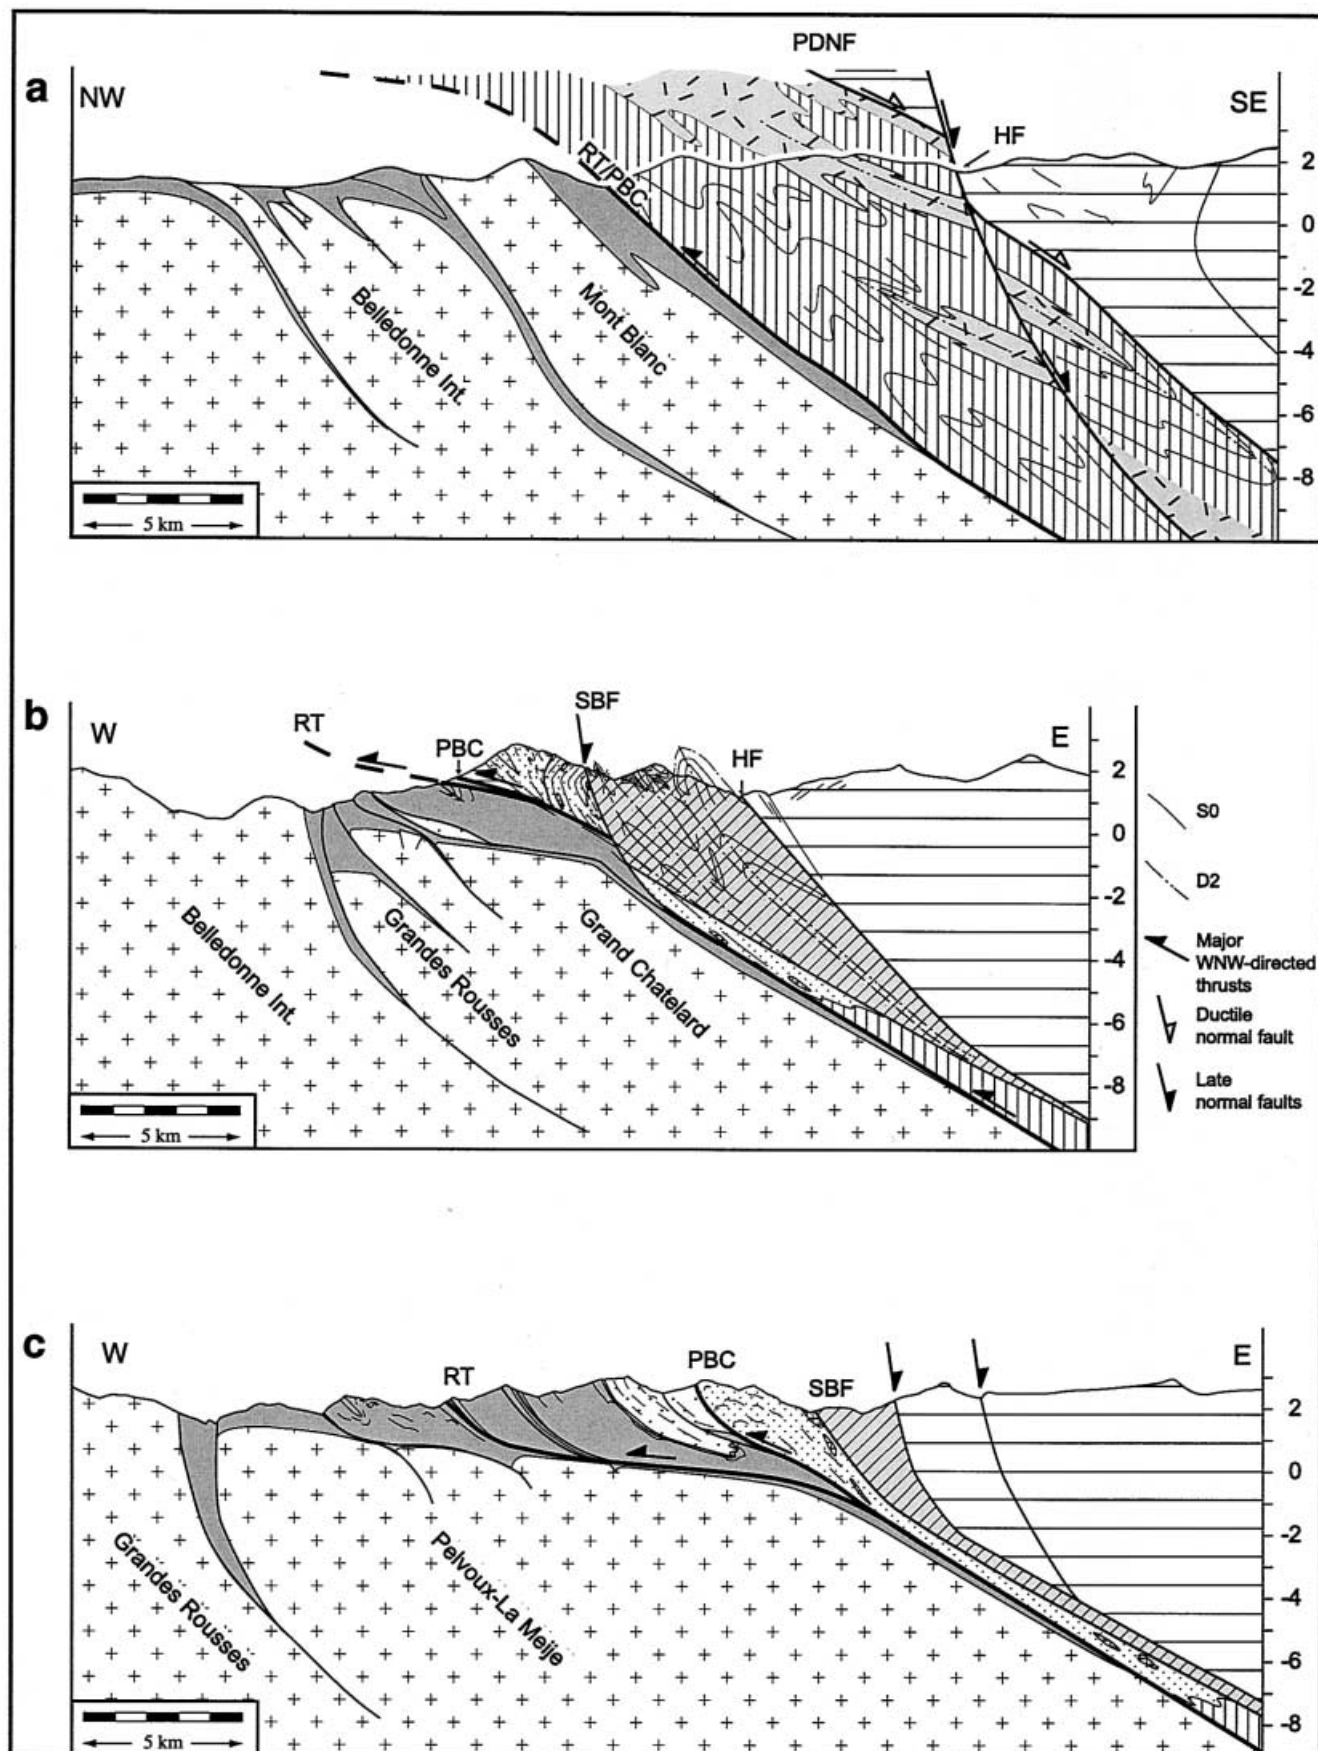 a
NW
PDNF
SE
HF
RT/PBC
2
0
-2
-4
-6
-8
Belledonne Int.
Mont Blanc
5 km
b
W
RT
PBC
SBF
HF
E
2
0
-2
-4
-6
-8
Belledonne Int.
Grandes Rousses
Grand Chatelard
5 km
S0
D2
Major
WNW-directed
thrusts
Ductile
normal fault
Late
normal faults
c
W
RT
PBC
SBF
E
2
0
-2
-4
-6
-8
Grandes Rousses
Pelvoux-La Meije
5 km